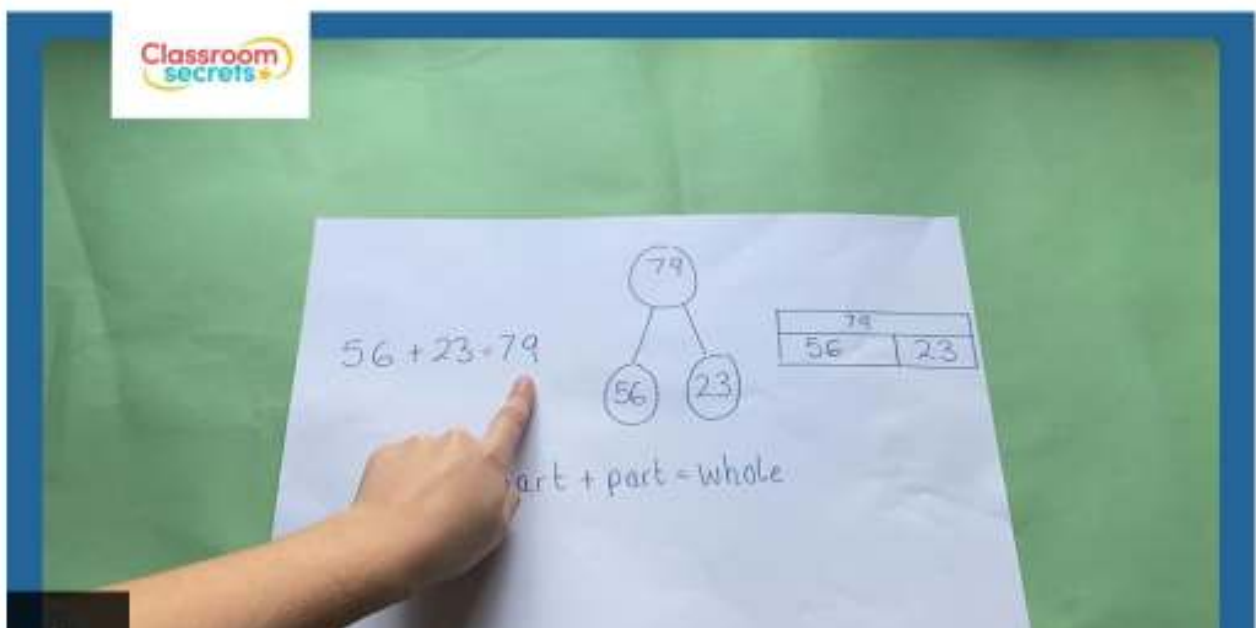 Classroom
secrets
79
79
56 + 23 = 79
56 23
56 23
art + part = whole